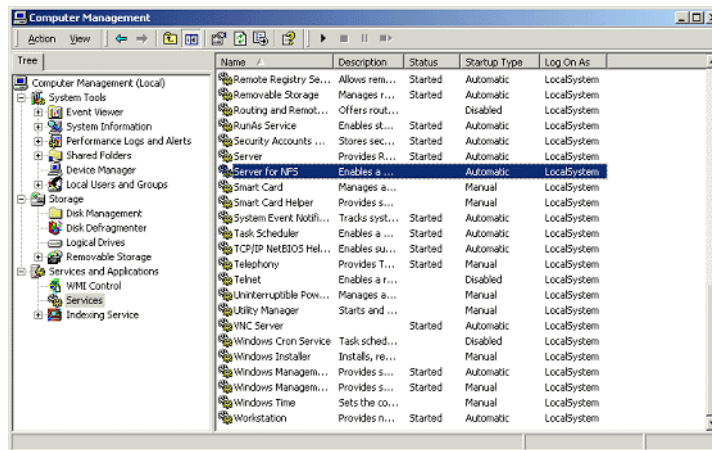 Computer Management
Action View
Tree
Computer Management (Local)
System Tools
Event Viewer
System Information
Performance Logs and Alerts
Shared Folders
Device Manager
Local Users and Groups
Storage
Disk Management
Disk Defragmenter
Logical Drives
Removable Storage
Services and Applications
WMI Control
Services
Indexing Service
Name Description Status Startup Type Log On As
Remote Registry Se... Allows rem... Started Automatic LocalSystem
Removable Storage Manages r... Started Automatic LocalSystem
Routing and Remot... Offers rout... Disabled LocalSystem
RunAs Service Enables st... Started Automatic LocalSystem
Security Accounts ... Stores sec... Started Automatic LocalSystem
Server Provides R... Started Automatic LocalSystem
Server for NFS Enables a ... Automatic LocalSystem
Smart Card Manages a... Manual LocalSystem
Smart Card Helper Provides s... Manual LocalSystem
System Event Notifi... Tracks syst... Started Automatic LocalSystem
Task Scheduler Enables a ... Started Automatic LocalSystem
TCP/IP NetBIOS Hel... Enables su... Started Automatic LocalSystem
Telephony Provides T... Started Manual LocalSystem
Telnet Enables a r... Disabled LocalSystem
Uninterruptible Pow... Manages a... Manual LocalSystem
Utility Manager Starts and ... Manual LocalSystem
VNC Server Started Automatic LocalSystem
Windows Cron Service Task sched... Disabled LocalSystem
Windows Installer Installs, re... Manual LocalSystem
Windows Managem... Provides s... Started Automatic LocalSystem
Windows Managem... Provides s... Started Manual LocalSystem
Windows Time Sets the co... Manual LocalSystem
Workstation Provides n... Started Automatic LocalSystem